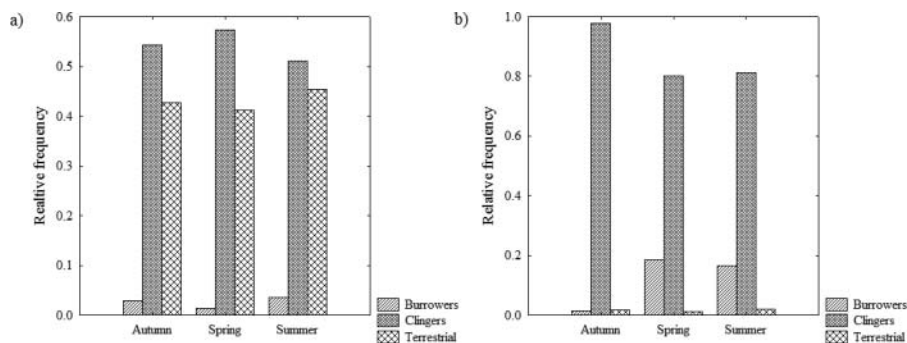 a)
Realtive frequency
0.6
0.5
0.4
0.3
0.2
0.1
0.0
Autumn Spring Summer
Burrowers
Clingers
Terrestrial
b)
Relative frequency
1.0
0.8
0.6
0.4
0.2
0.0
Autumn Spring Summer
Burrowers
Clingers
Terrestrial